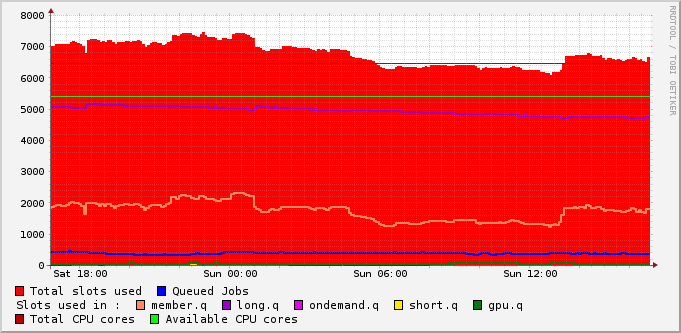 8000
7000
6000
5000
4000
3000
2000
1000
0
Sat 18:00 Sun 00:00 Sun 06:00 Sun 12:00
RRDTOOL / TOBI OETIKER
Total slots used Queued Jobs
Slots used in : member.q long.q ondemand.q short.q gpu.q
Total CPU cores Available CPU cores